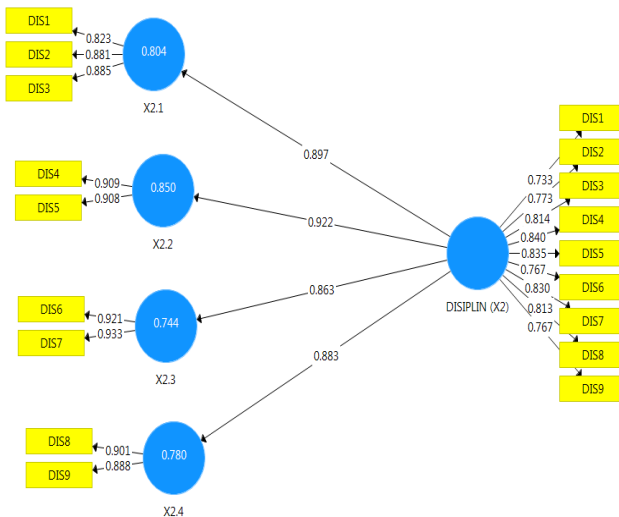 DIS1
DIS2
DIS3
0.823
0.881
0.885
0.804
X2.1
DIS4
DIS5
0.909
0.908
0.850
X2.2
DIS6
DIS7
0.921
0.933
0.744
X2.3
DIS8
DIS9
0.901
0.888
0.780
X2.4
0.897
0.922
0.863
0.883
DISIPLIN (X2)
0.733
0.773
0.814
0.840
0.835
0.767
0.830
0.813
0.767
DIS1
DIS2
DIS3
DIS4
DIS5
DIS6
DIS7
DIS8
DIS9